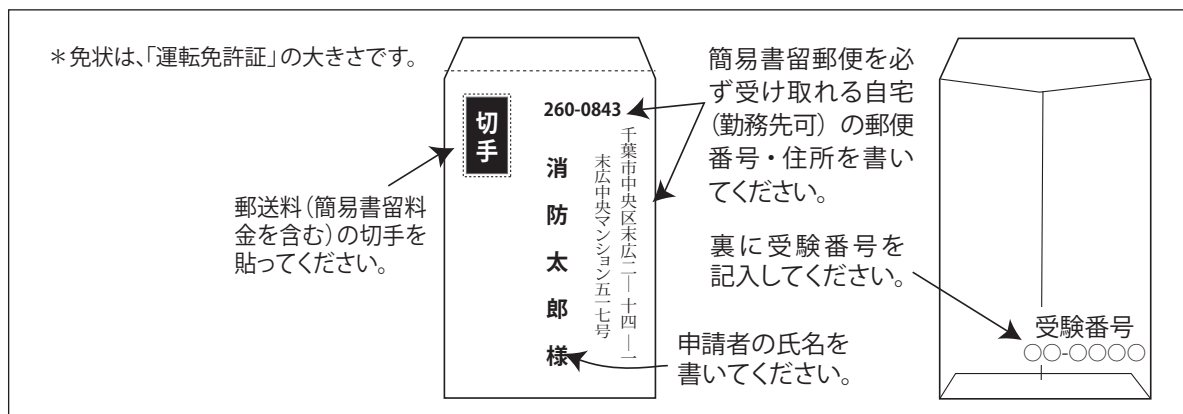 ＊免状は、「運転免許証」の大きさです。
切手
郵送料（簡易書留料
金を含む）の切手を
貼ってください。
260-0843
千葉市中央区末広二―十四―一
末広中央マンション五一七号
消防太郎様
簡易書留郵便を必
ず受け取れる自宅
（勤務先可）の郵便
番号・住所を書い
てください。
裏に受験番号を
記入してください。
申請者の氏名を
書いてください。
受験番号
○○-○○○○